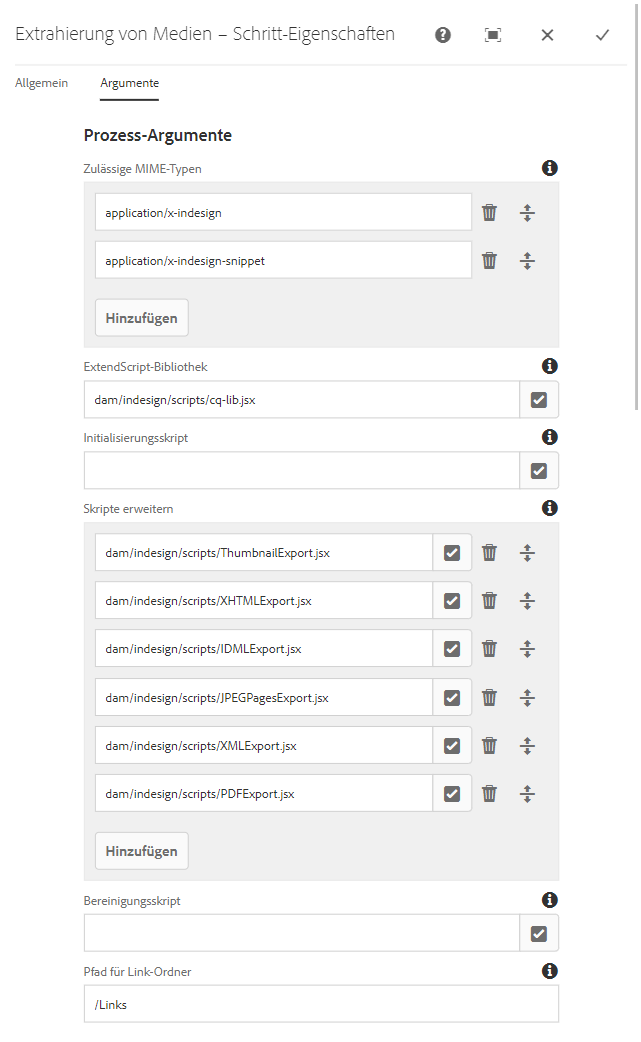 Extrahierung von Medien – Schritt-Eigenschaften
Allgemein
Argumente
Prozess-Argumente
Zulässige MIME-Typen
application/x-indesign
application/x-indesign-snippet
Hinzufügen
ExtendScript-Bibliothek
dam/indesign/scripts/cq-lib.jsx
Initialisierungsskript
Skripte erweitern
dam/indesign/scripts/ThumbnailExport.jsx
dam/indesign/scripts/XHTMLExport.jsx
dam/indesign/scripts/IDMLExport.jsx
dam/indesign/scripts/JPEGPagesExport.jsx
dam/indesign/scripts/XMLExport.jsx
dam/indesign/scripts/PDFExport.jsx
Hinzufügen
Bereinigungsskript
Pfad für Link-Ordner
/Links